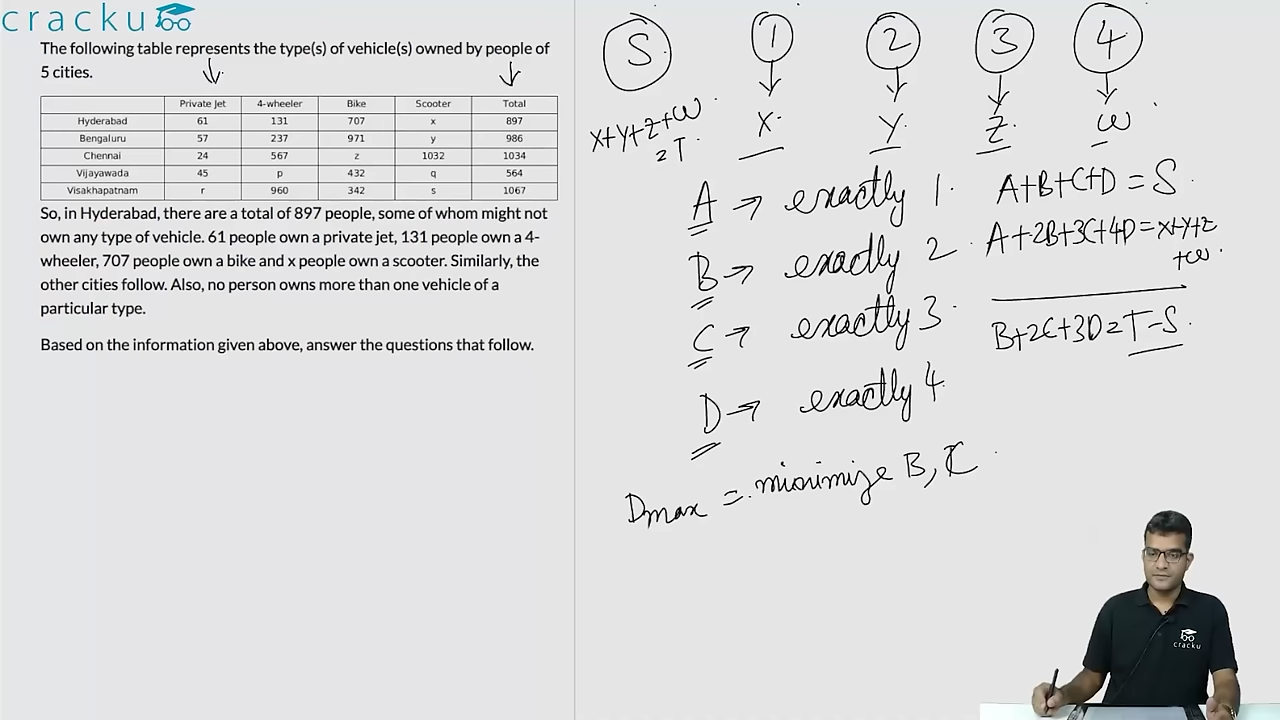 cracku
The following table represents the type(s) of vehicle(s) owned by people of
5 cities.
Private Jet 4-wheeler Bike Scooter Total
Hyderabad 61 131 707 x 897
Bengaluru 57 237 971 y 986
Chennai 24 567 z 1032 1034
Vijayawada 45 p 432 q 564
Visakhapatnam r 960 342 s 1067
So, in Hyderabad, there are a total of 897 people, some of whom might not
own any type of vehicle. 61 people own a private jet, 131 people own a 4-
wheeler, 707 people own a bike and x people own a scooter. Similarly, the
other cities follow. Also, no person owns more than one vehicle of a
particular type.
Based on the information given above, answer the questions that follow.
S 1 2 3 4
X+Y+Z+W
=T
X Y Z W
A → exactly 1
B → exactly 2
C → exactly 3
D → exactly 4
A+B+C+D=S
A+2B+3C+4D=X+Y+Z
+W
B+2C+3D=T-S
Dmax = minimize B, C
cracku